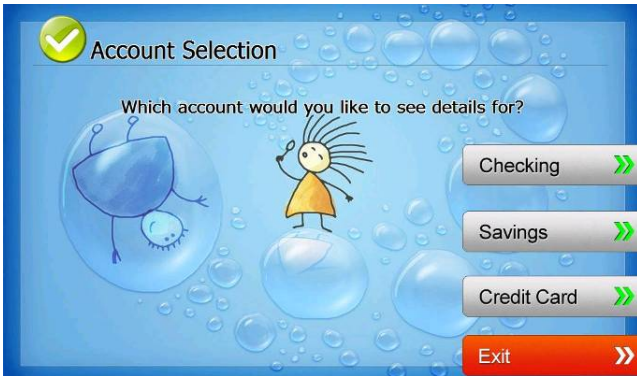 Account Selection
Which account would you like to see details for?
Checking
Savings
Credit Card
Exit